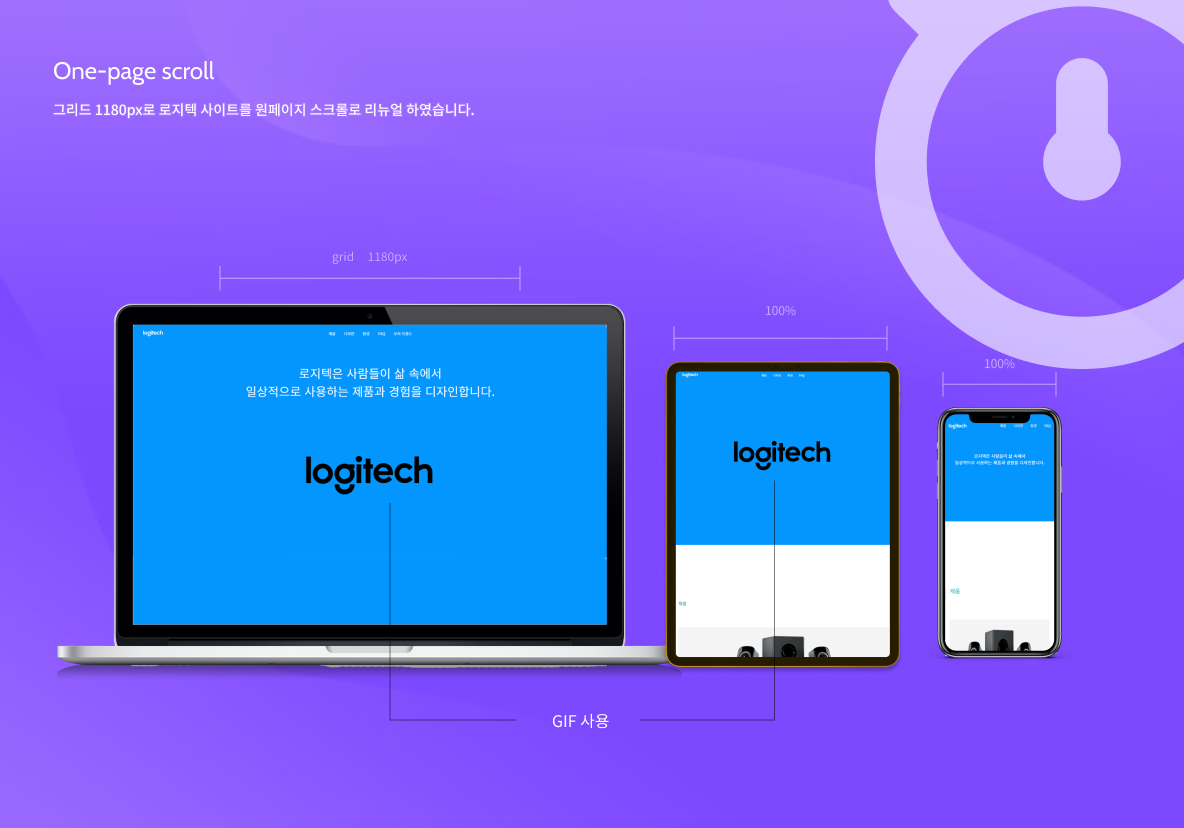 One-page scroll
그리드 1180px로 로지텍 사이트를 원페이지 스크롤로 리뉴얼 하였습니다.
grid 1180px
100%
100%
logitech
로지텍은 사람들이 삶 속에서
일상적으로 사용하는 제품과 경험을 디자인합니다.
logitech
logitech
logitech
제품
logitech
로지텍은 사람들이 삶 속에서
일상적으로 사용하는 제품과 경험을 디자인합니다.
제품
GIF 사용